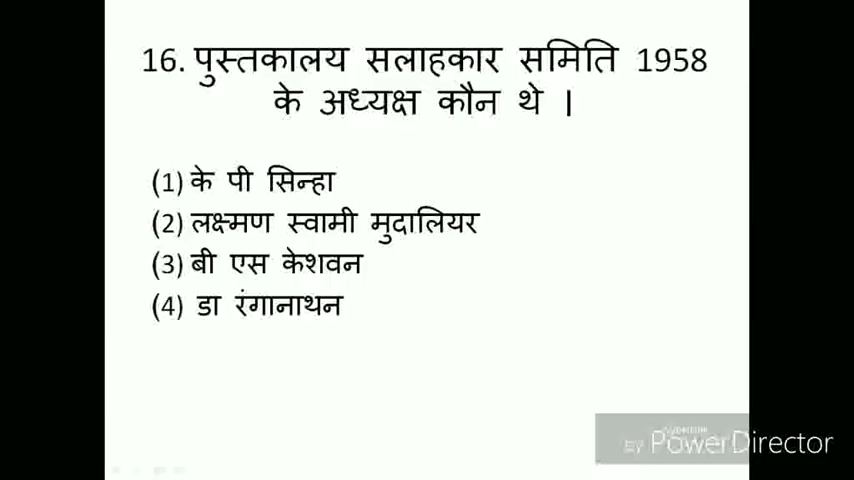 16. पुस्तकालय सलाहकार समिति 1958
के अध्यक्ष कौन थे ।
(1) के पी सिन्हा
(2) लक्ष्मण स्वामी मुदालियर
(3) बी एस केशवन
(4) डा रंगानाथन
by PowerDirector